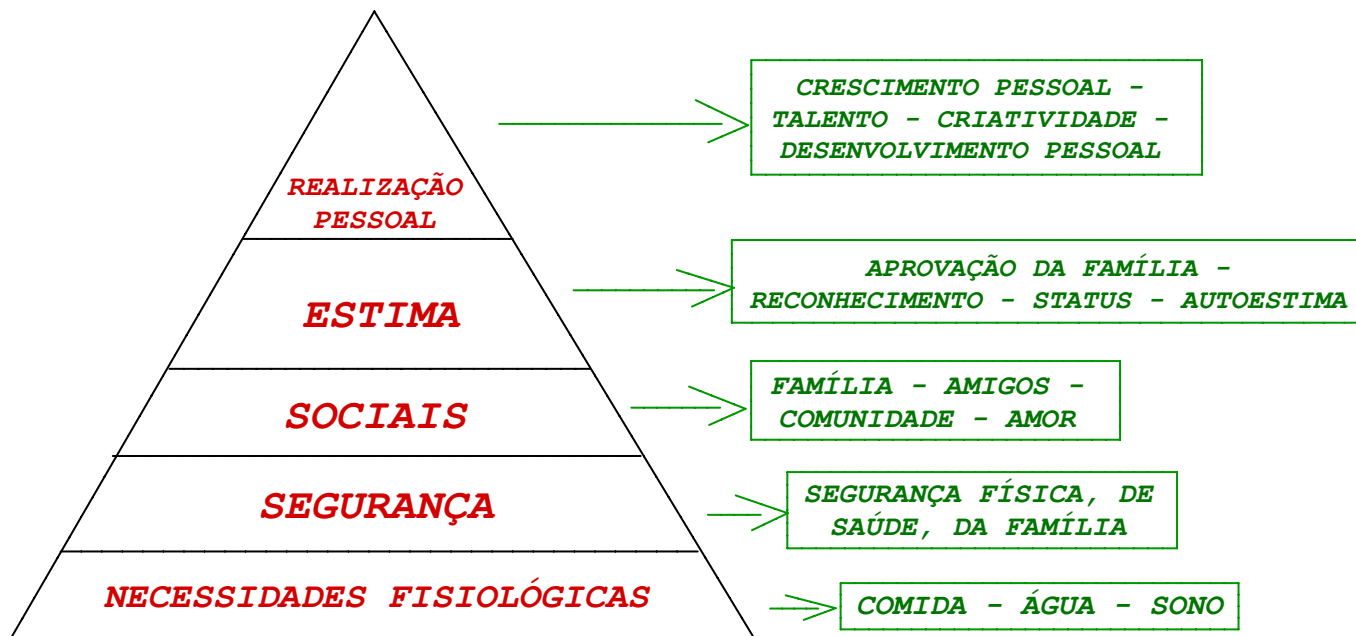 CRESCIMENTO PESSOAL -
TALENTO - CRIATIVIDADE -
DESENVOLVIMENTO PESSOAL
REALIZAÇÃO
PESSOAL
APROVAÇÃO DA FAMÍLIA -
RECONHECIMENTO - STATUS - AUTOESTIMA
ESTIMA
FAMÍLIA - AMIGOS -
COMUNIDADE - AMOR
SOCIAIS
SEGURANÇA FÍSICA, DE
SAÚDE, DA FAMÍLIA
SEGURANÇA
NECESSIDADES FISIOLÓGICAS
COMIDA - ÁGUA - SONO